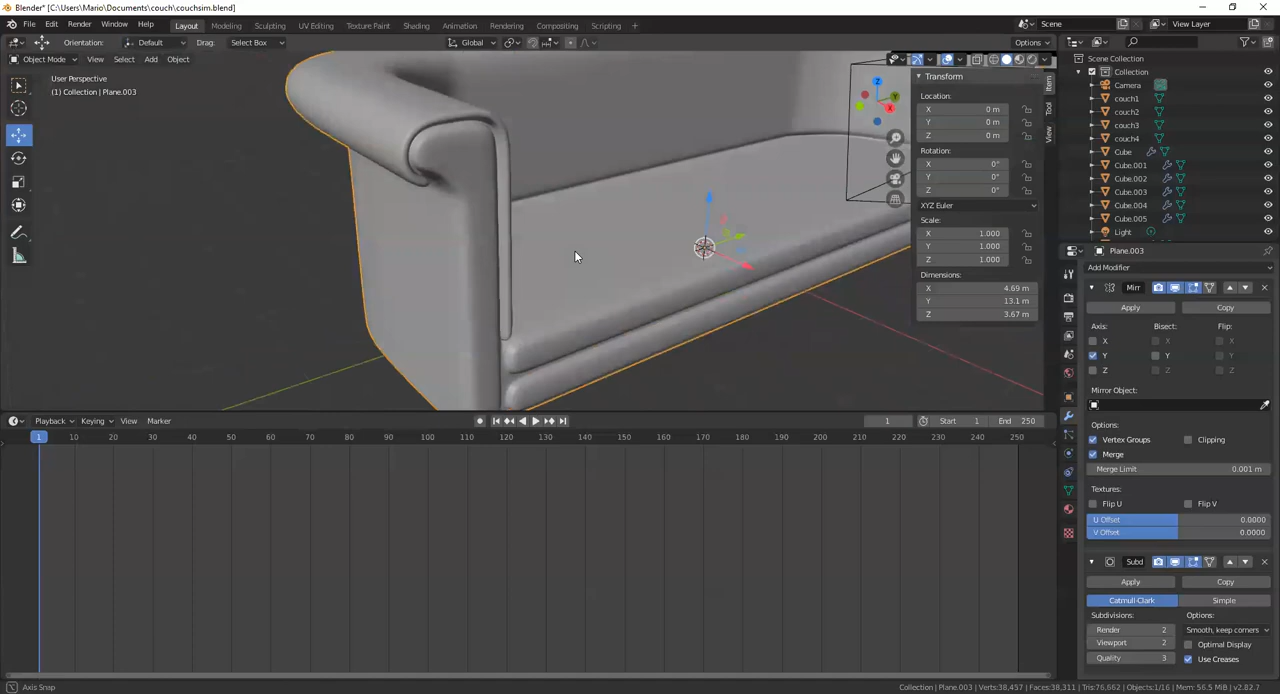 Blender* [C:\Users\Mario\Documents\couch\couchsim.blend]
File Edit Render Window Help Layout Modeling Sculpting UV Editing Texture Paint Shading Animation Rendering Compositing Scripting Scene View Layer
Orientation: Default Drag: Select Box Global Options
Object Mode View Select Add Object
User Perspective
(1) Collection | Plane.003
Transform
Location:
X 0 m
Y 0 m
Z 0 m
Rotation:
X 0°
Y 0°
Z 0°
XYZ Euler
Scale:
X 1.000
Y 1.000
Z 1.000
Dimensions:
X 4.69 m
Y 13.1 m
Z 3.67 m
Item
Tool
View
Z
Y
X
Scene Collection
Collection
Camera
couch1
couch2
couch3
couch4
Cube
Cube.001
Cube.002
Cube.003
Cube.004
Cube.005
Light
Plane.003
Add Modifier
Mirr
Apply Copy
Axis: Bisect: Flip:
X X X
Y Y Y
Z Z Z
Mirror Object:
Options:
Vertex Groups Clipping
Merge
Merge Limit 0.001 m
Textures:
Flip U Flip V
U Offset 0.0000
V Offset 0.0000
Subd
Apply Copy
Catmull-Clark Simple
Subdivisions: Options:
Render 2 Smooth, keep corners
Viewport 2 Optimal Display
Quality 3 Use Creases
Playback Keying View Marker 1 Start 1 End 250
1 10 20 30 40 50 60 70 80 90 100 110 120 130 140 150 160 170 180 190 200 210 220 230 240 250
Axis Snap Collection | Plane.003 | Verts:38,457 | Faces:38,311 | Tris:76,662 | Objects:1/16 | Mem: 56.5 MiB | v2.82.7